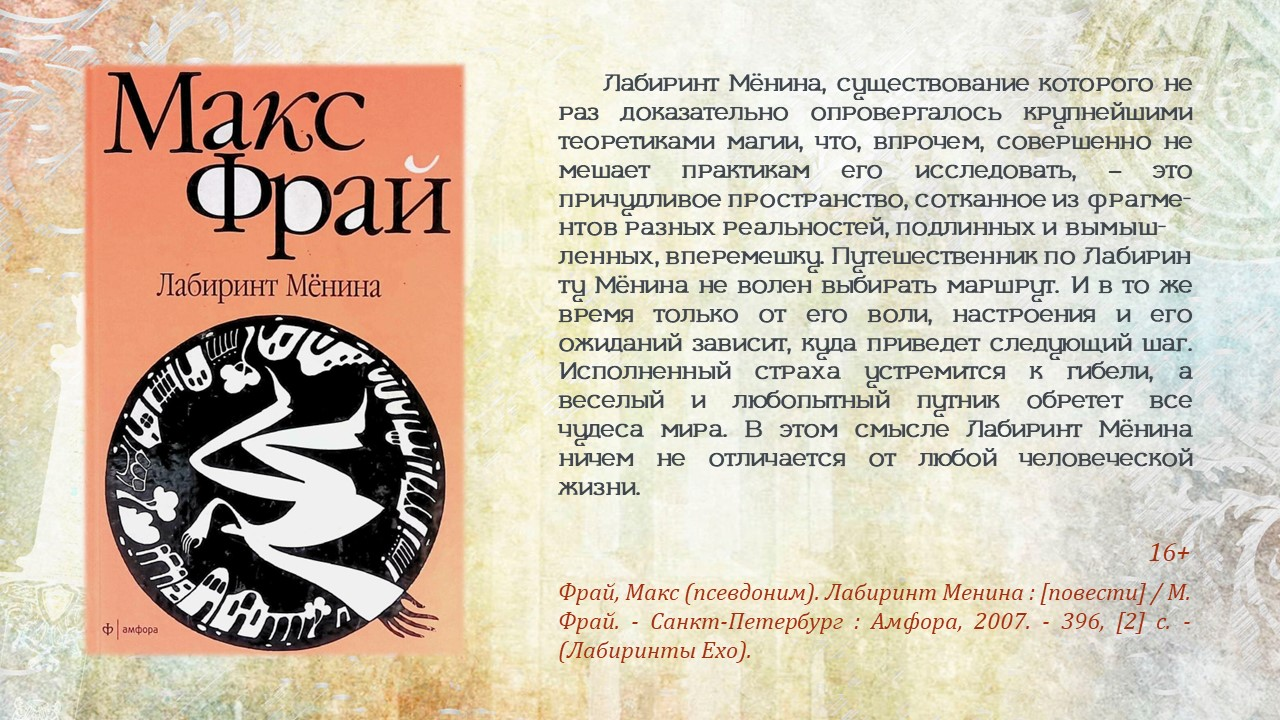 Макс
Фрай
Лабиринт Мёнина
ф амфора
Лабиринт Мёнина, существование которого не
раз доказательно опровергалось крупнейшими
теоретиками магии, что, впрочем, совершенно не
мешает практикам его исследовать, – это
причудливое пространство, сотканное из фрагме-
нтов разных реальностей, подлинных и вымыш-
ленных, вперемешку. Путешественник по Лабирин
ту Мёнина не волен выбирать маршрут. И в то же
время только от его воли, настроения и его
ожиданий зависит, куда приведет следующий шаг.
Исполненный страха устремится к гибели, а
веселый и любопытный путник обретет все
чудеса мира. В этом смысле Лабиринт Мёнина
ничем не отличается от любой человеческой
жизни.
16+
Фрай, Макс (псевдоним). Лабиринт Менина : [повести] / М.
Фрай. - Санкт-Петербург : Амфора, 2007. - 396, [2] с. -
(Лабиринты Ехо).